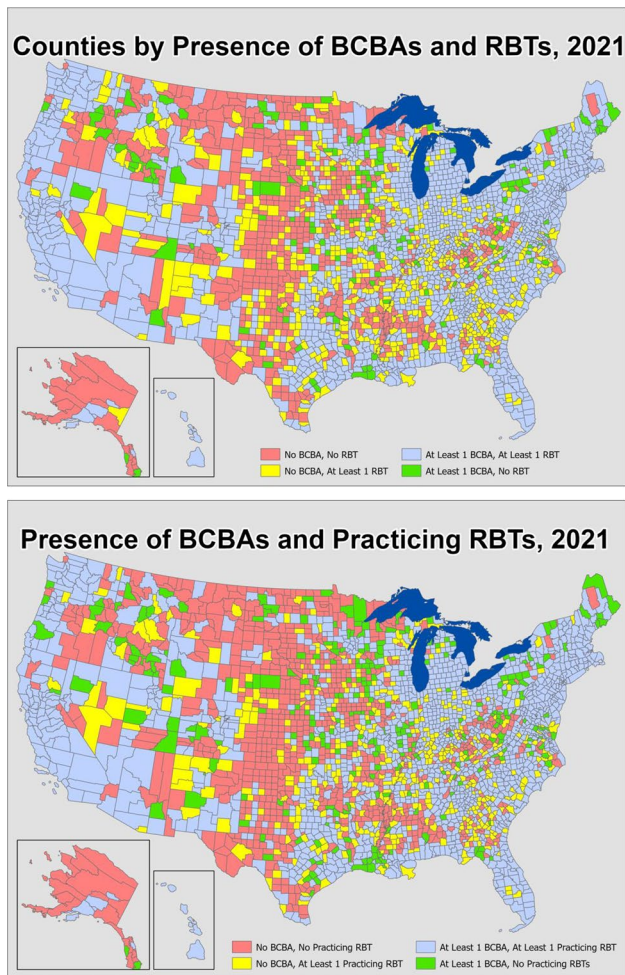 Counties by Presence of BCBAs and RBTs, 2021
No BCBA, No RBT
At Least 1 BCBA, At Least 1 RBT
No BCBA, At Least 1 RBT
At Least 1 BCBA, No RBT
Presence of BCBAs and Practicing RBTs, 2021
No BCBA, No Practicing RBT
At Least 1 BCBA, At Least 1 Practicing RBT
No BCBA, At Least 1 Practicing RBT
At Least 1 BCBA, No Practicing RBTs